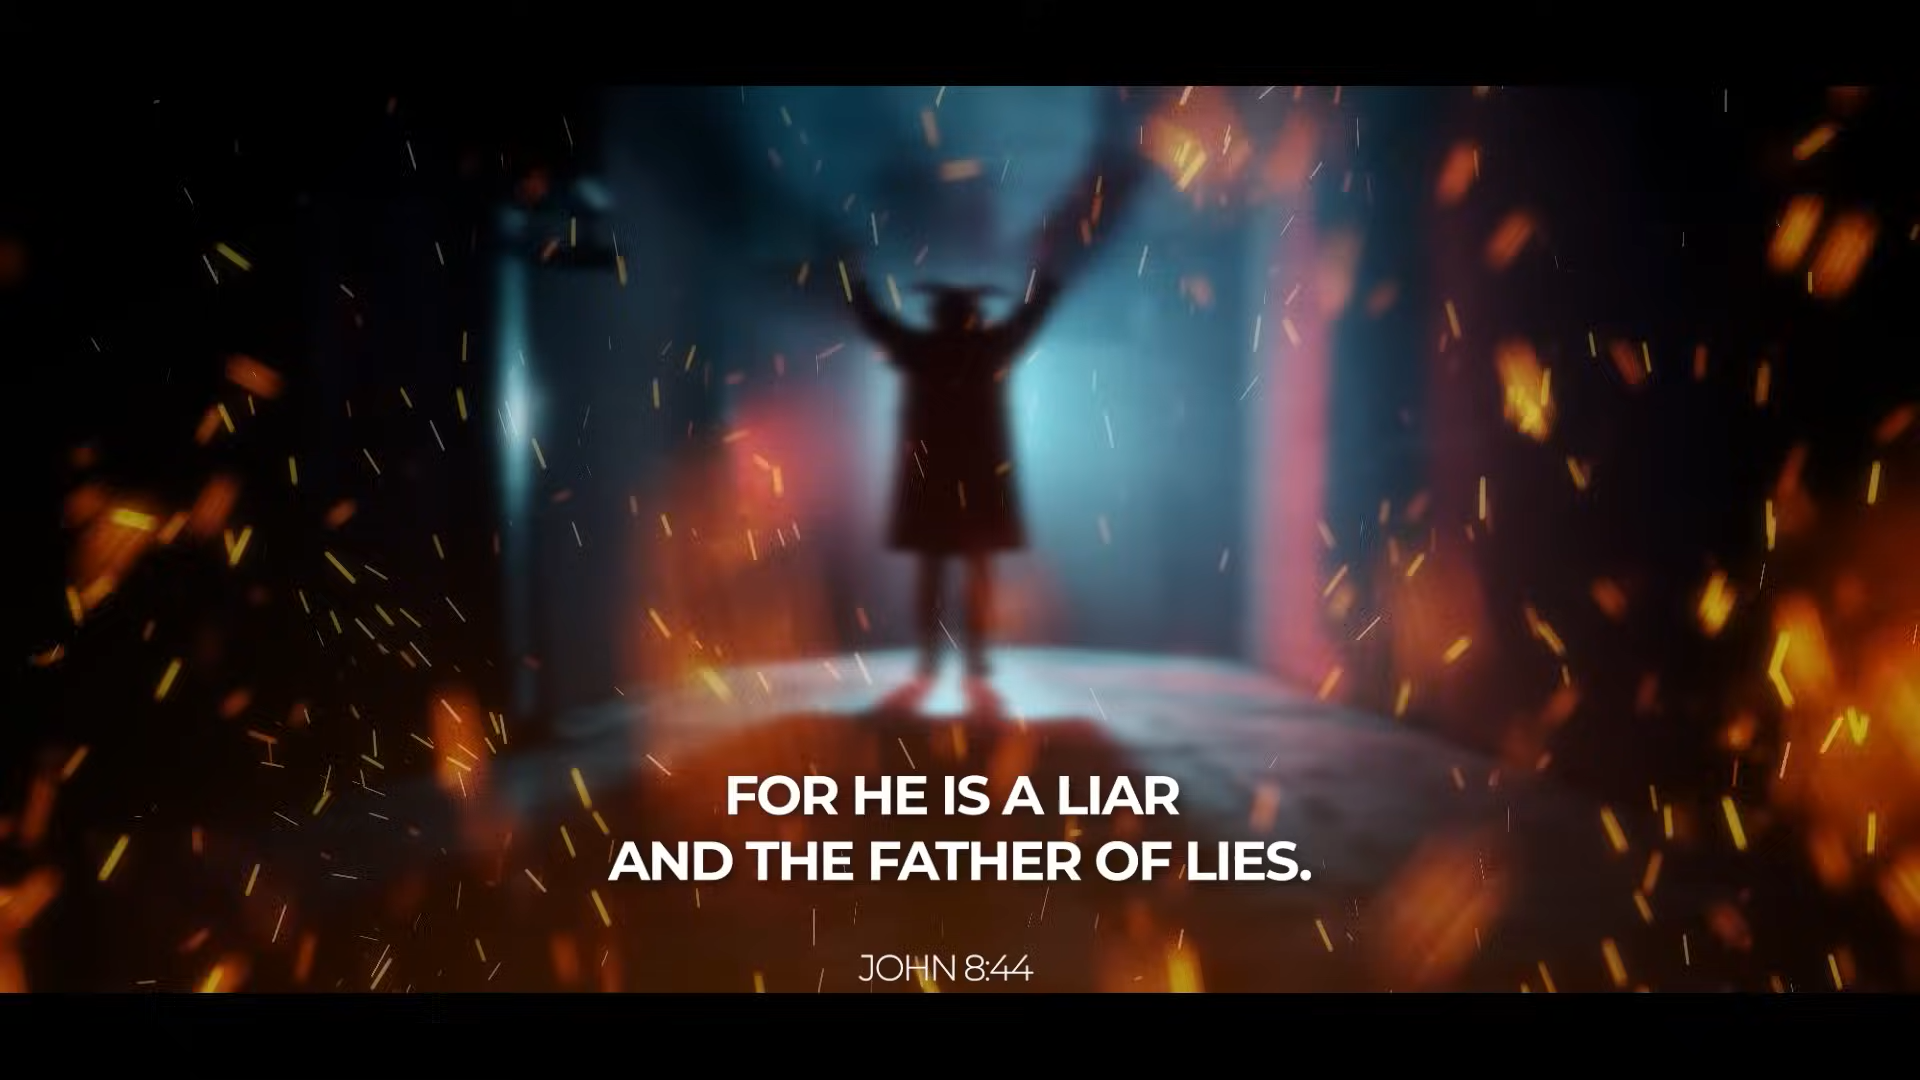 FOR HE IS A LIAR
AND THE FATHER OF LIES.
JOHN 8:44